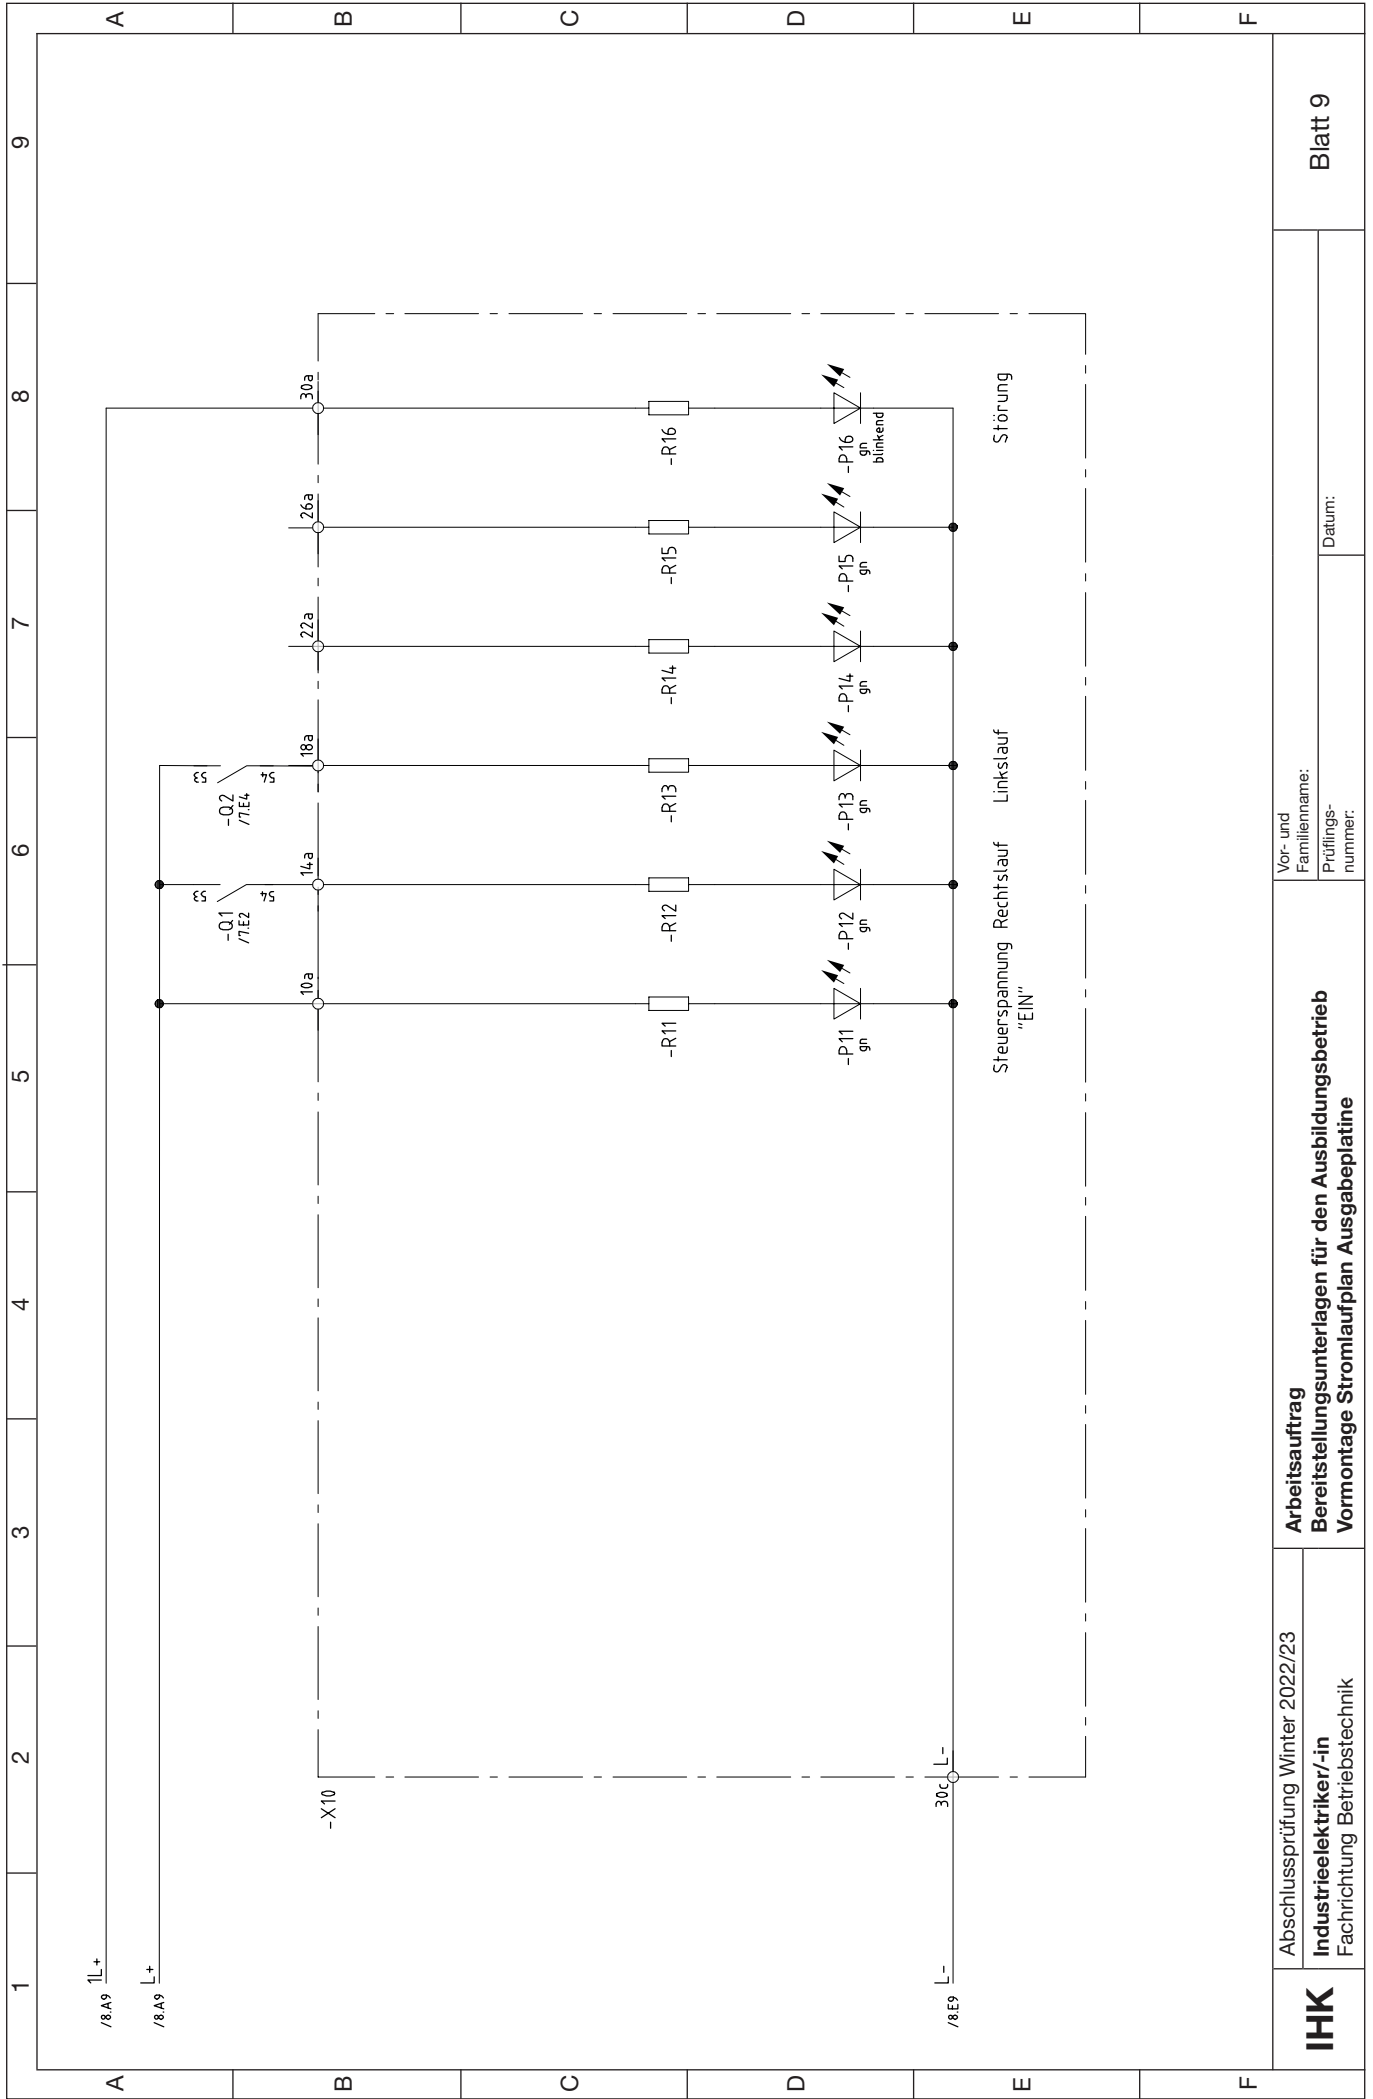 1 2 3 4 5 6 7 8 9
A A
B B
C C
D D
E E
F F
/8.A9 1L+
/8.A9 L+
53 53
-Q1 -Q2
/7.E2 /7.E4
54 54
-X10
10a 14a 18a 22a 26a 30a
-R11 -R12 -R13 -R14 -R15 -R16
-P11 -P12 -P13 -P14 -P15 -P16
gn gn gn gn gn gn
blinkend
/8.E9 L- 30c L-
Steuerspannung Rechtslauf Linkslauf Störung
"EIN"
IHK
Abschlussprüfung Winter 2022/23
Industrieelektriker/-in
Fachrichtung Betriebstechnik
Arbeitsauftrag
Bereitstellungsunterlagen für den Ausbildungsbetrieb
Vormontage Stromlaufplan Ausgabeplatine
Vor- und
Familienname:
Prüflings-
nummer:
Datum:
Blatt 9